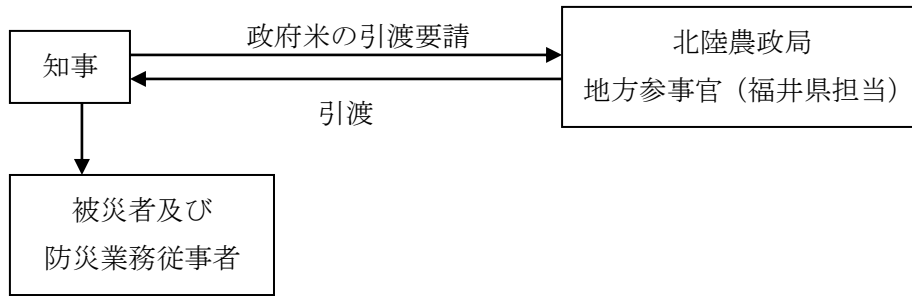 政府米の引渡要請
知事
北陸農政局
地方参事官（福井県担当）
引渡
被災者及び
防災業務従事者